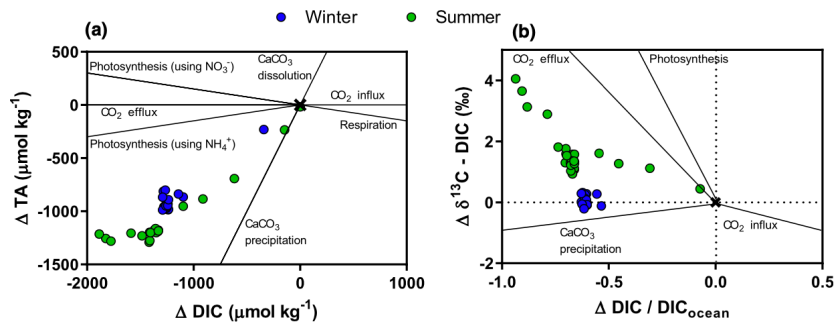 Winter
Summer
(a)
500
0
-500
-1000
-1500
-2000
-1000
0
1000
Δ TA (μmol kg⁻¹)
Δ DIC (μmol kg⁻¹)
Photosynthesis (using NO₃⁻)
CaCO₃
dissolution
CO₂ efflux
CO₂ influx
Respiration
Photosynthesis (using NH₄⁺)
CaCO₃
precipitation
(b)
4
2
0
-2
-1.0
-0.5
0.0
0.5
Δ δ¹³C - DIC (‰)
Δ DIC / DICocean
CO₂
efflux
Photosynthesis
CaCO₃
precipitation
CO₂ influx